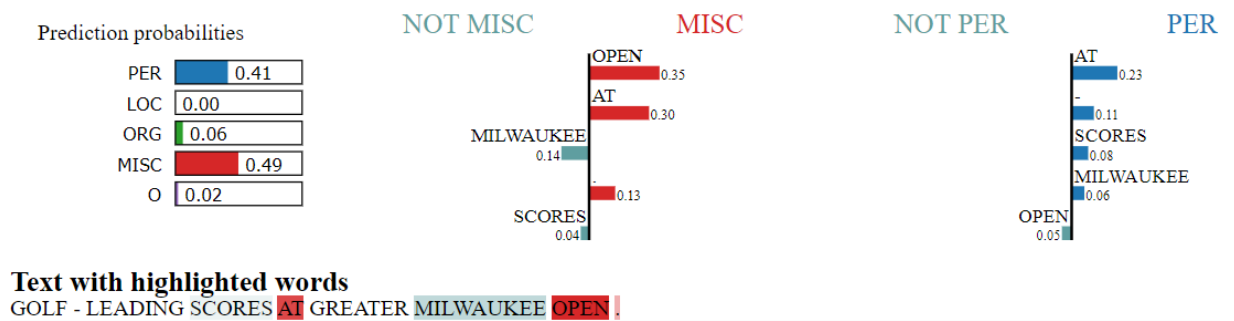 Prediction probabilities
PER 0.41
LOC 0.00
ORG 0.06
MISC 0.49
O 0.02
NOT MISC MISC
OPEN
0.35
AT
0.30
MILWAUKEE
0.14
.
0.13
SCORES
0.04
NOT PER PER
AT
0.23
-
0.11
SCORES
0.08
MILWAUKEE
0.06
OPEN
0.05
Text with highlighted words
GOLF - LEADING SCORES AT GREATER MILWAUKEE OPEN .